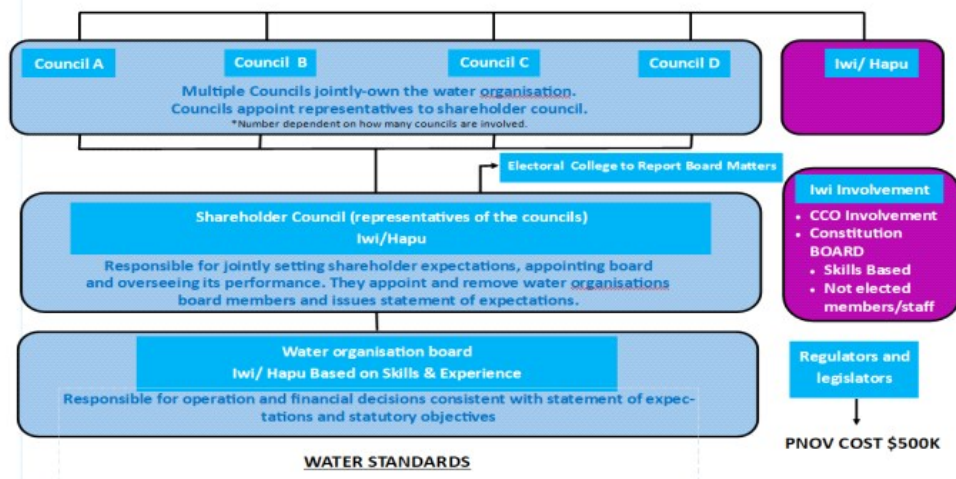 Council A
Council B
Council C
Council D
Iwi/ Hapu
Multiple Councils jointly-own the water organisation.
Councils appoint representatives to shareholder council.
*Number dependent on how many councils are involved.
Electoral College to Report Board Matters
Shareholder Council (representatives of the councils)
Iwi/Hapu
Responsible for jointly setting shareholder expectations, appointing board
and overseeing its performance. They appoint and remove water organisations
board members and issues statement of expectations.
Iwi Involvement
• CCO Involvement
• Constitution
BOARD
• Skills Based
• Not elected
members/staff
Water organisation board
Iwi/ Hapu Based on Skills & Experience
Responsible for operation and financial decisions consistent with statement of expec-
tations and statutory objectives
Regulators and
legislators
PNOV COST $500K
WATER STANDARDS